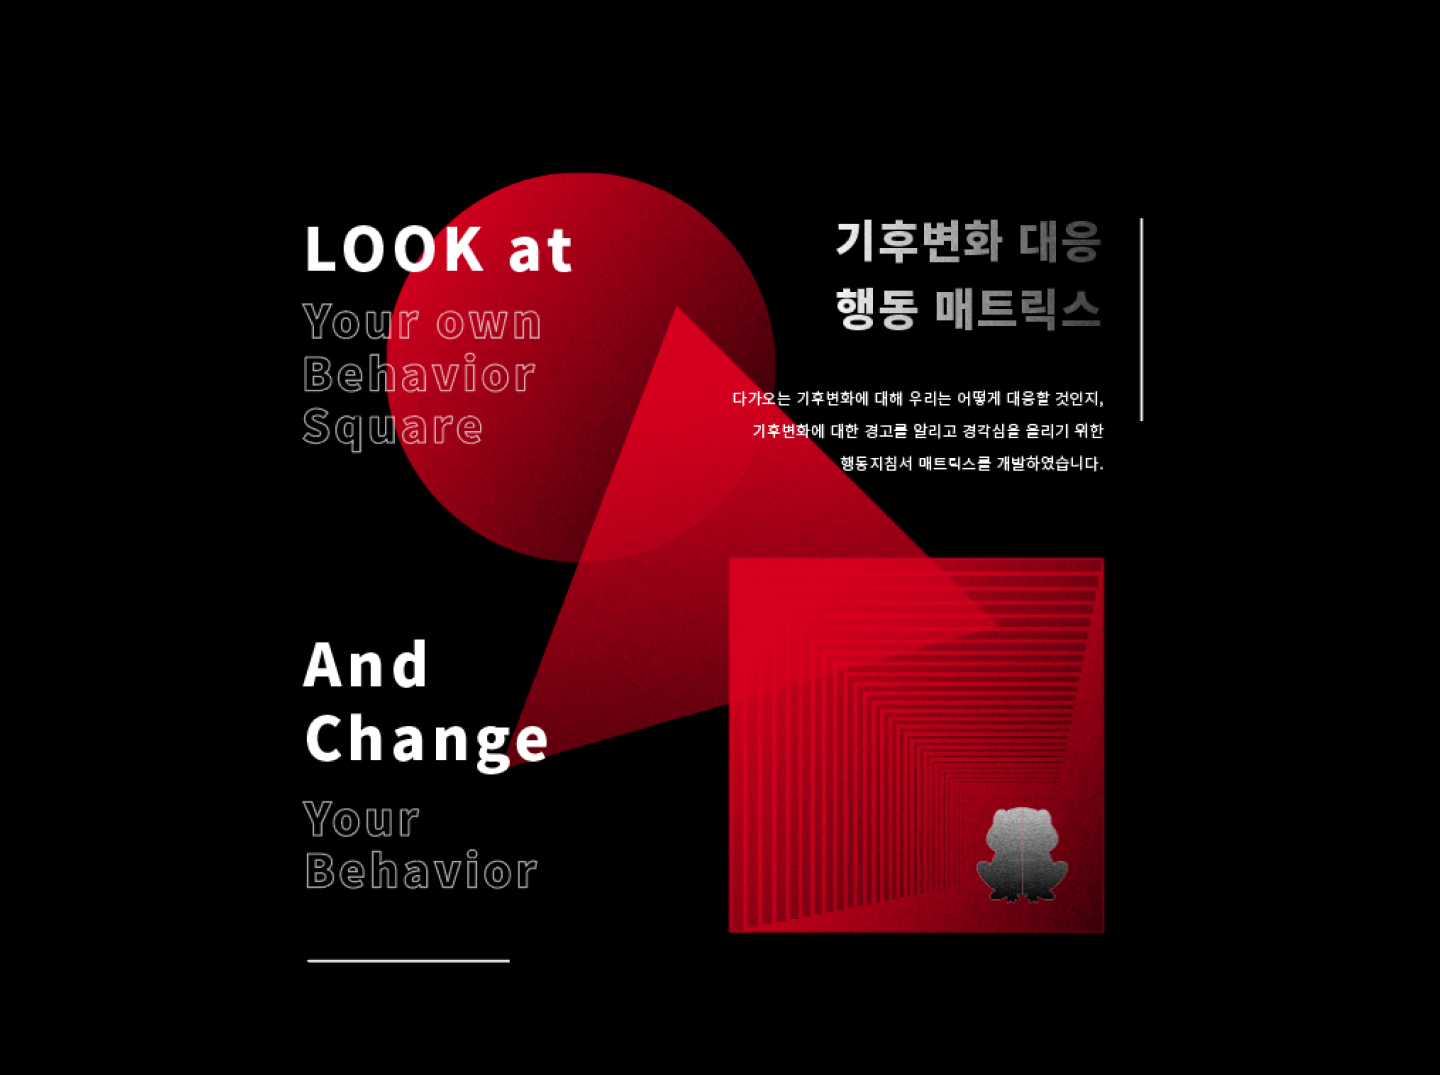 LOOK at
Your own
Behavior
Square
기후변화 대응
행동 매트릭스
다가오는 기후변화에 대해 우리는 어떻게 대응할 것인지,
기후변화에 대한 경고를 알리고 경각심을 울리기 위한
행동지침서 매트릭스를 개발하였습니다.
And
Change
Your
Behavior